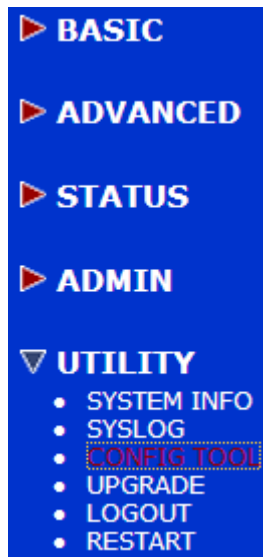 BASIC
ADVANCED
STATUS
ADMIN
UTILITY
SYSTEM INFO
SYSLOG
CONFIG TOOL
UPGRADE
LOGOUT
RESTART